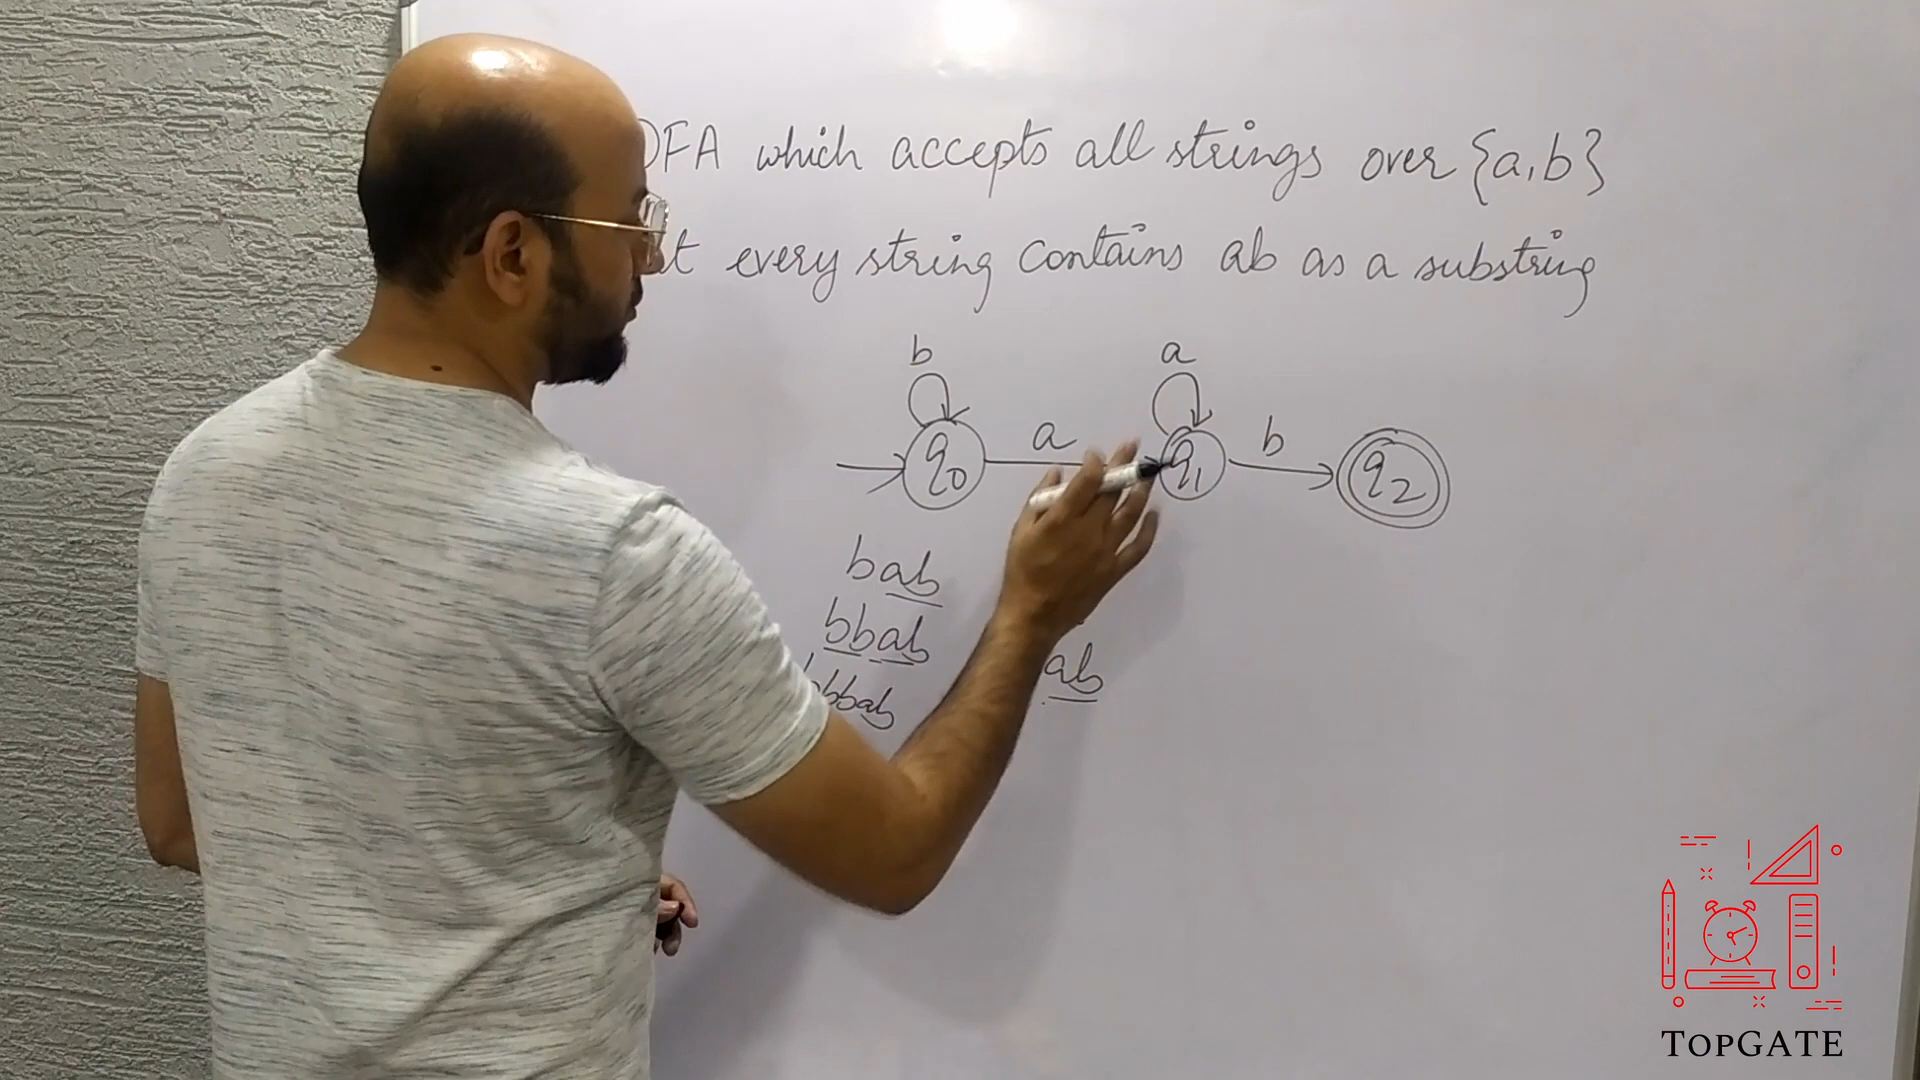 DFA which accepts all strings over {a,b}
every string contains ab as a substring
b a
a b
q0 q1 q2
bab
bbab
ab
bbbab
TOPGATE